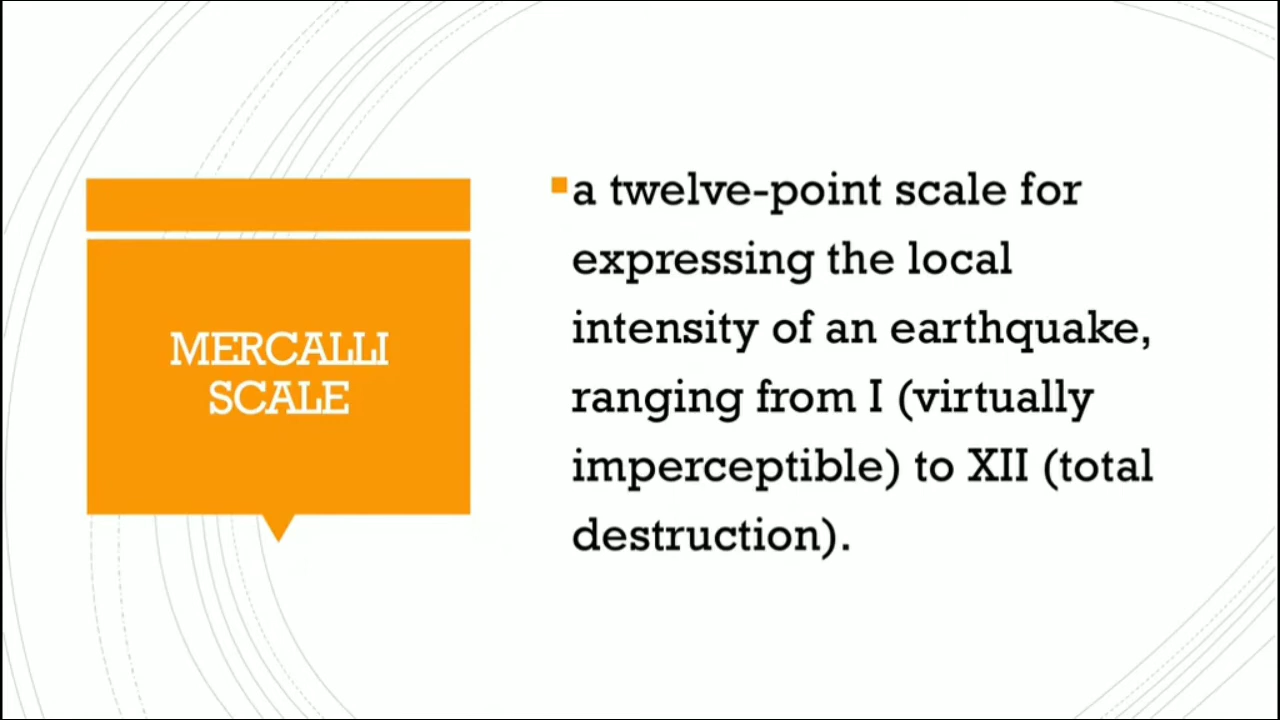 MERCALLI
SCALE
a twelve-point scale for
expressing the local
intensity of an earthquake,
ranging from I (virtually
imperceptible) to XII (total
destruction).